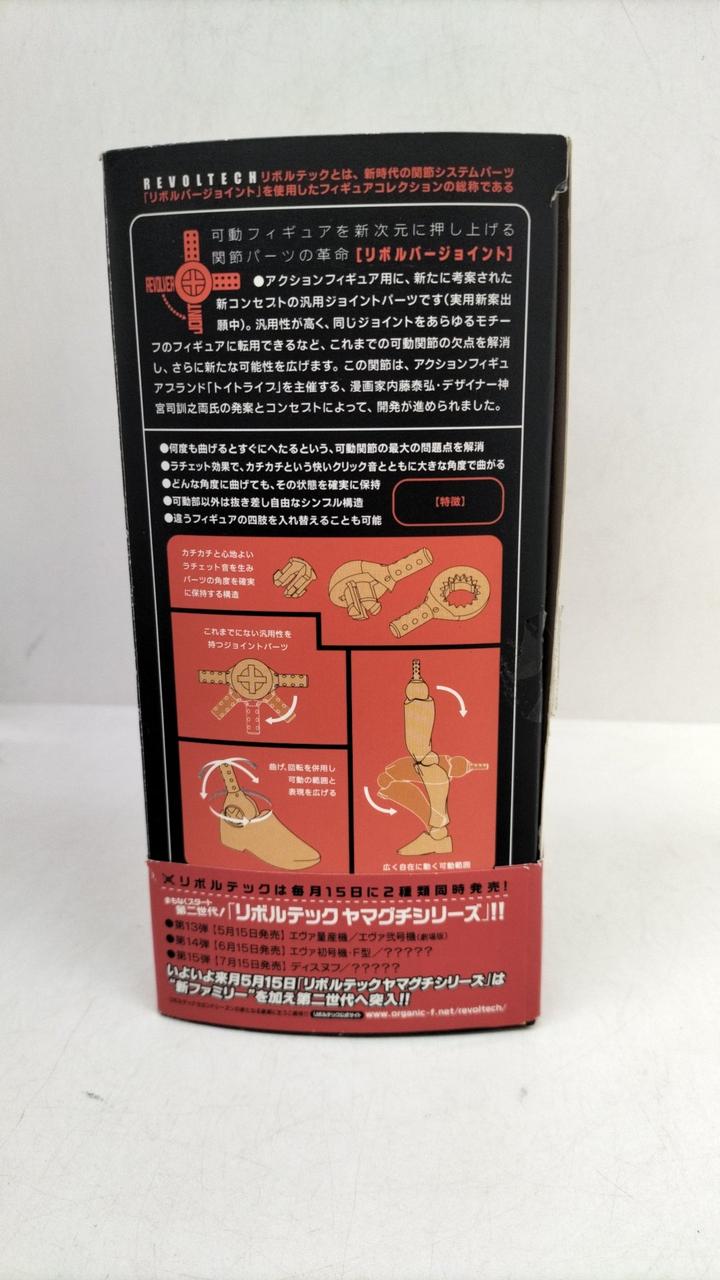 REVOLTECH リボルテックとは、新時代の関節システムパーツ
「リボルバージョイント」を使用したフィギュアコレクションの総称である
可動フィギュアを新次元に押し上げる
関節パーツの革命【リボルバージョイント】
REVOLVER JOINT
●アクションフィギュア用に、新たに考案された
新コンセプトの汎用ジョイントパーツです(実用新案出
願中)。汎用性が高く、同じジョイントをあらゆるモチー
フのフィギュアに転用できるなど、これまでの可動関節の欠点を解消
し、さらに新たな可能性を広げます。この関節は、アクションフィギュ
アブランド「トイトライブ」を主催する、漫画家内藤泰弘・デザイナー神
宮司訓之両氏の発案とコンセプトによって、開発が進められました。
●何度も曲げるとすぐにへたるという、可動関節の最大の問題点を解消
●ラチェット効果で、カチカチという快いクリック音とともに大きな角度で曲がる
●どんな角度に曲げても、その状態を確実に保持
●可動部以外は抜き差し自由なシンプル構造
●違うフィギュアの四肢を入れ替えることも可能
【特徴】
カチカチと心地よい
ラチェット音を生み
パーツの角度を確実
に保持する構造
これまでにない汎用性を
持つジョイントパーツ
曲げ、回転を併用し
可動の範囲と
表現を広げる
広く自在に動く可動範囲
リボルテックは毎月15日に2種類同時発売!
まもなくスタート
第二世代!「リボルテック ヤマグチシリーズ」!!
●第13弾【5月15日発売】エヴァ量産機/エヴァ弐号機(劇場版)
●第14弾【6月15日発売】エヴァ初号機・F型/?????
●第15弾【7月15日発売】ディスヌフ/?????
いよいよ来月5月15日「リボルテックヤマグチシリーズ」は
"新ファミリー"を加え第二世代へ突入!!
リボルテック公式サイト www.organic-f.net/revoltech/